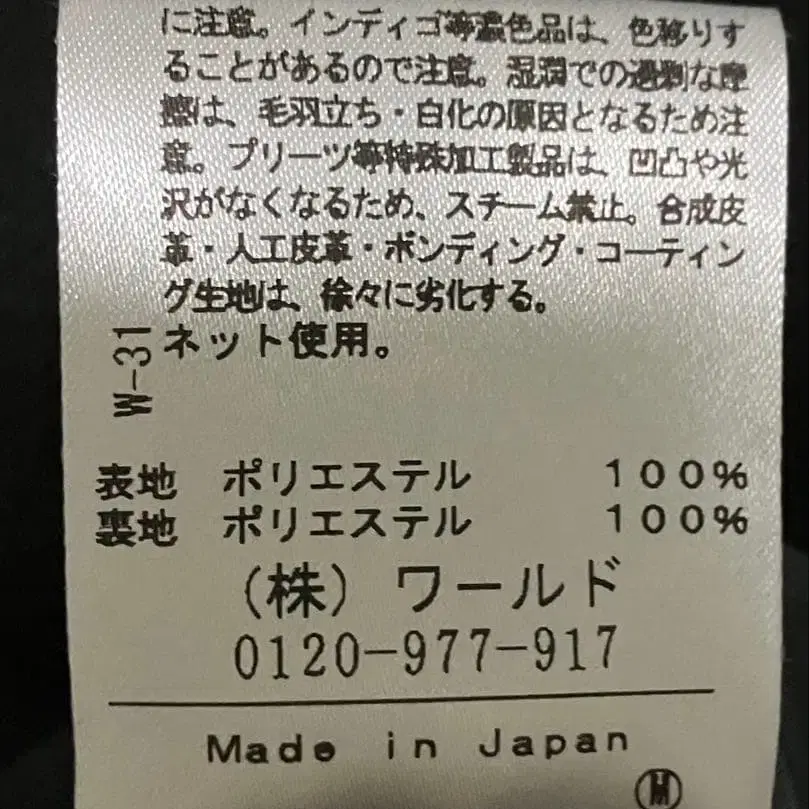 に注意。インディゴ等濃色品は、色移りす
ることがあるので注意。湿潤での過剰な摩
擦は、毛羽立ち・白化の原因となるため注
意。プリーツ等特殊加工製品は、凹凸や光
沢がなくなるため、スチーム禁止。合成皮
革・人工皮革・ボンディング・コーティン
グ生地は、徐々に劣化する。
ネット使用。
W-31
表地 ポリエステル 100%
裏地 ポリエステル 100%
(株) ワールド
0120-977-917
Made in Japan
M